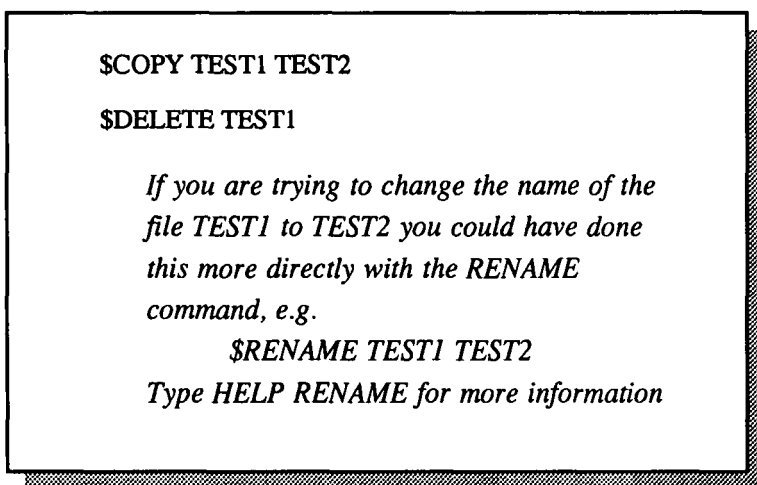 $COPY TEST1 TEST2
$DELETE TEST1
If you are trying to change the name of the
file TEST1 to TEST2 you could have done
this more directly with the RENAME
command, e.g.
$RENAME TEST1 TEST2
Type HELP RENAME for more information